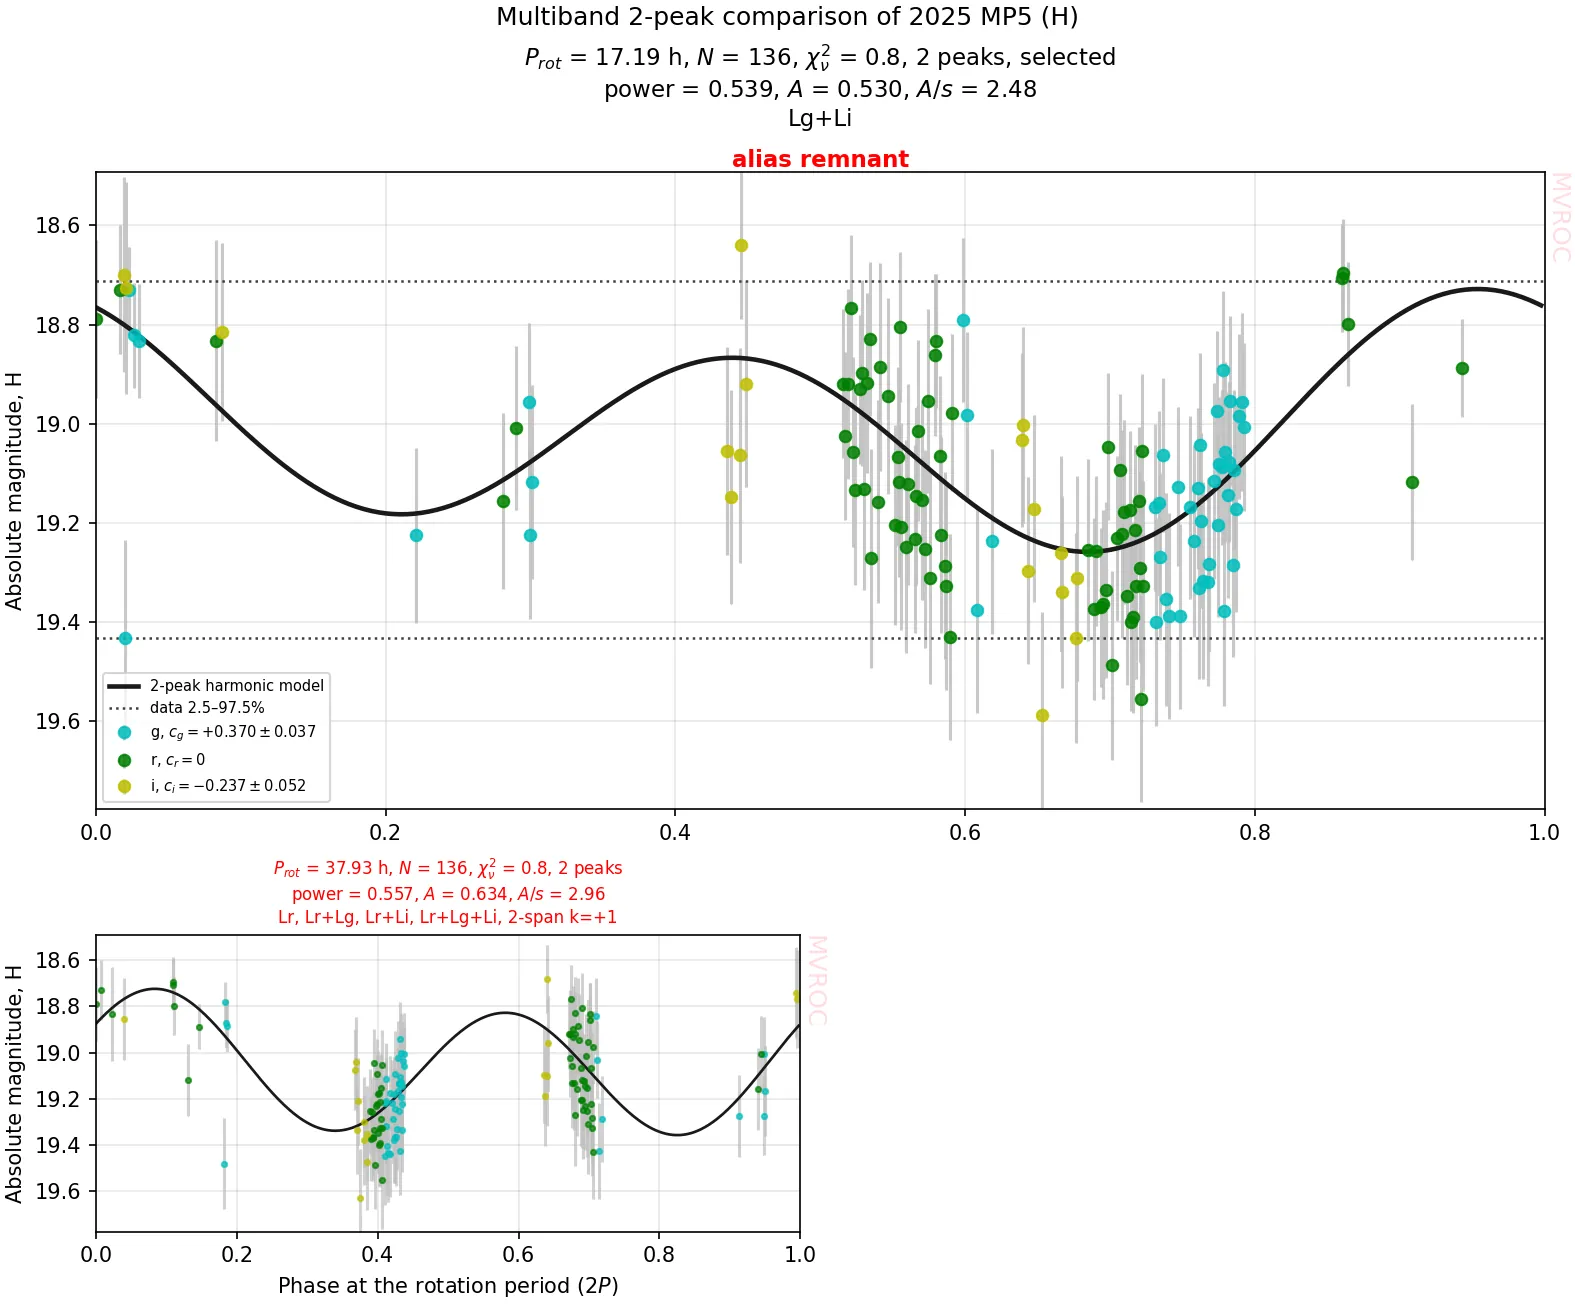 Multiband 2-peak comparison of 2025 MP5 (H)
P_rot = 17.19 h, N = 136, χ²_ν = 0.8, 2 peaks, selected
power = 0.539, A = 0.530, A/s = 2.48
Lg+Li
alias remnant
MVROC
Absolute magnitude, H
18.6
18.8
19.0
19.2
19.4
19.6
2-peak harmonic model
data 2.5–97.5%
g, c_g = +0.370 ± 0.037
r, c_r = 0
i, c_i = −0.237 ± 0.052
0.0 0.2 0.4 0.6 0.8 1.0
P_rot = 37.93 h, N = 136, χ²_ν = 0.8, 2 peaks
power = 0.557, A = 0.634, A/s = 2.96
Lr, Lr+Lg, Lr+Li, Lr+Lg+Li, 2-span k=+1
MVROC
Absolute magnitude, H
18.6
18.8
19.0
19.2
19.4
19.6
0.0 0.2 0.4 0.6 0.8 1.0
Phase at the rotation period (2P)